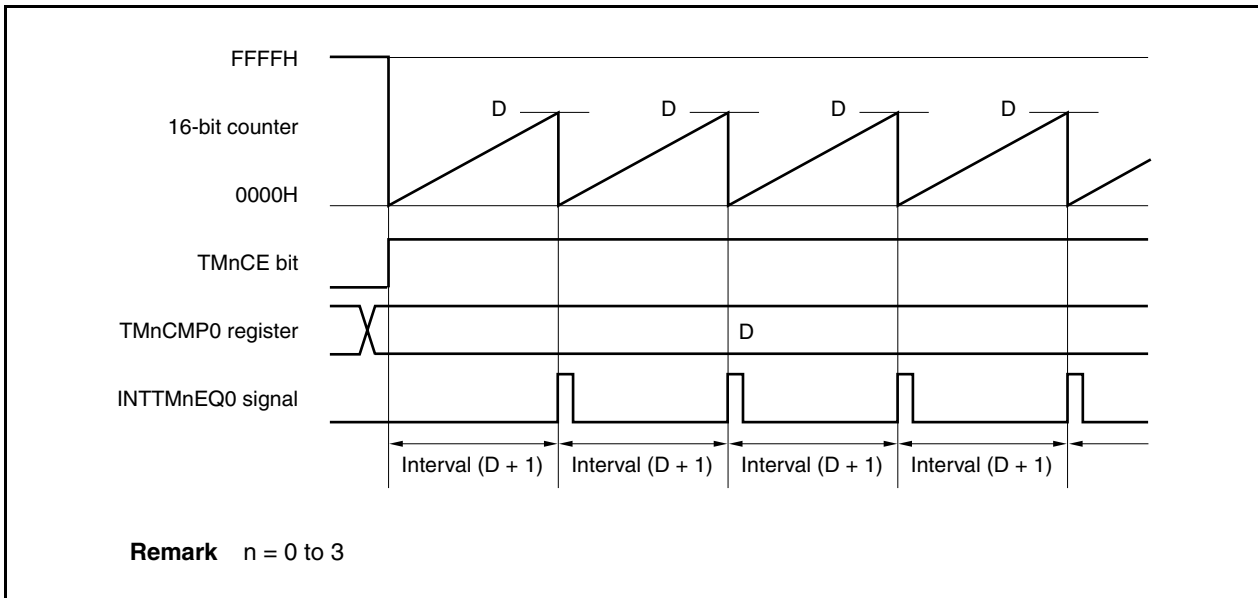 FFFFH
D D D D
16-bit counter
0000H
TMnCE bit
TMnCMP0 register D
INTTMnEQ0 signal
Interval (D + 1) Interval (D + 1) Interval (D + 1) Interval (D + 1)
Remark n = 0 to 3